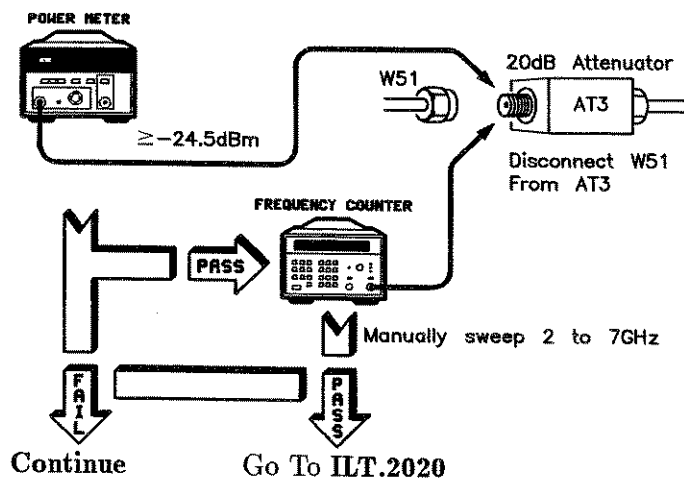 POWER METER
20dB Attenuator
W51
AT3
≥-24.5dBm
Disconnect W51
From AT3
FREQUENCY COUNTER
PASS
Manually sweep 2 to 7GHz
FAIL
PASS
Continue
Go To ILT.2020